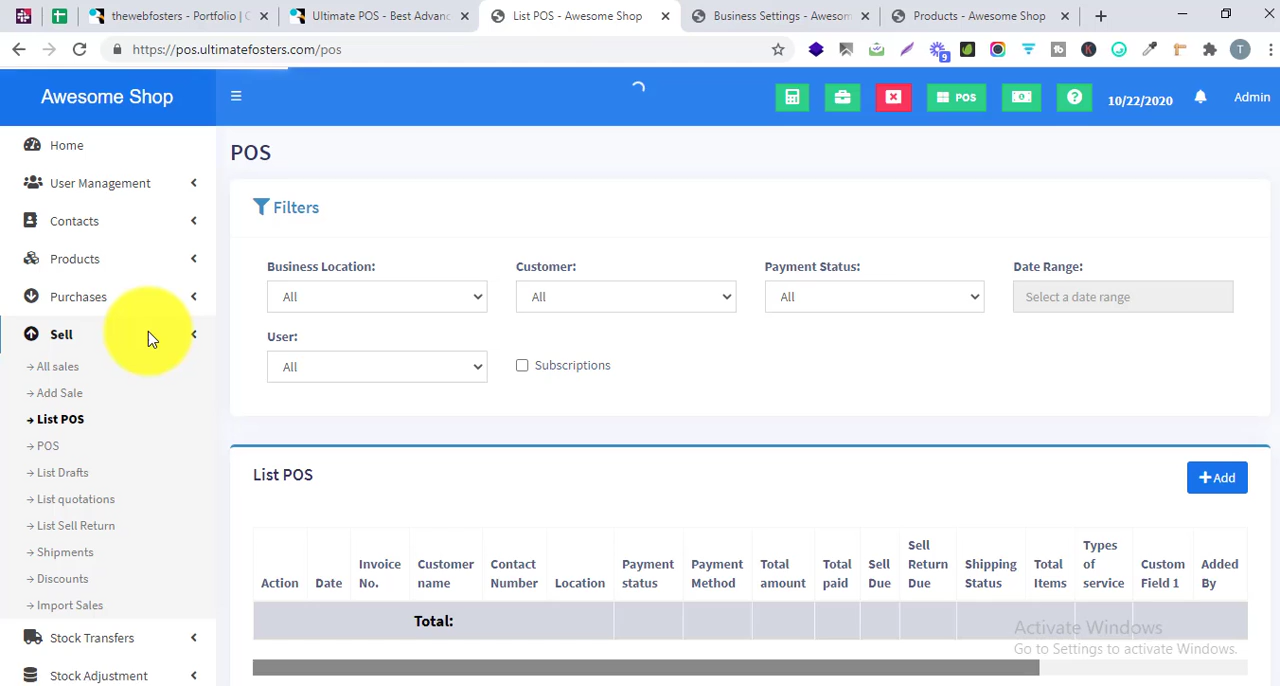 thewebfosters - Portfolio | C
Ultimate POS - Best Advanc
List POS - Awesome Shop
Business Settings - Awesom
Products - Awesome Shop
https://pos.ultimatefosters.com/pos
9
tb
K
T
Awesome Shop
POS
10/22/2020
Admin
Home
User Management
Contacts
Products
Purchases
Sell
All sales
Add Sale
List POS
POS
List Drafts
List quotations
List Sell Return
Shipments
Discounts
Import Sales
Stock Transfers
Stock Adjustment
POS
Filters
Business Location:
All
Customer:
All
Payment Status:
All
Date Range:
Select a date range
User:
All
Subscriptions
List POS
+Add
Action
Date
Invoice
No.
Customer
name
Contact
Number
Location
Payment
status
Payment
Method
Total
amount
Total
paid
Sell
Due
Sell
Return
Due
Shipping
Status
Total
Items
Types
of
service
Custom
Field 1
Added
By
Total:
Activate Windows
Go to Settings to activate Windows.